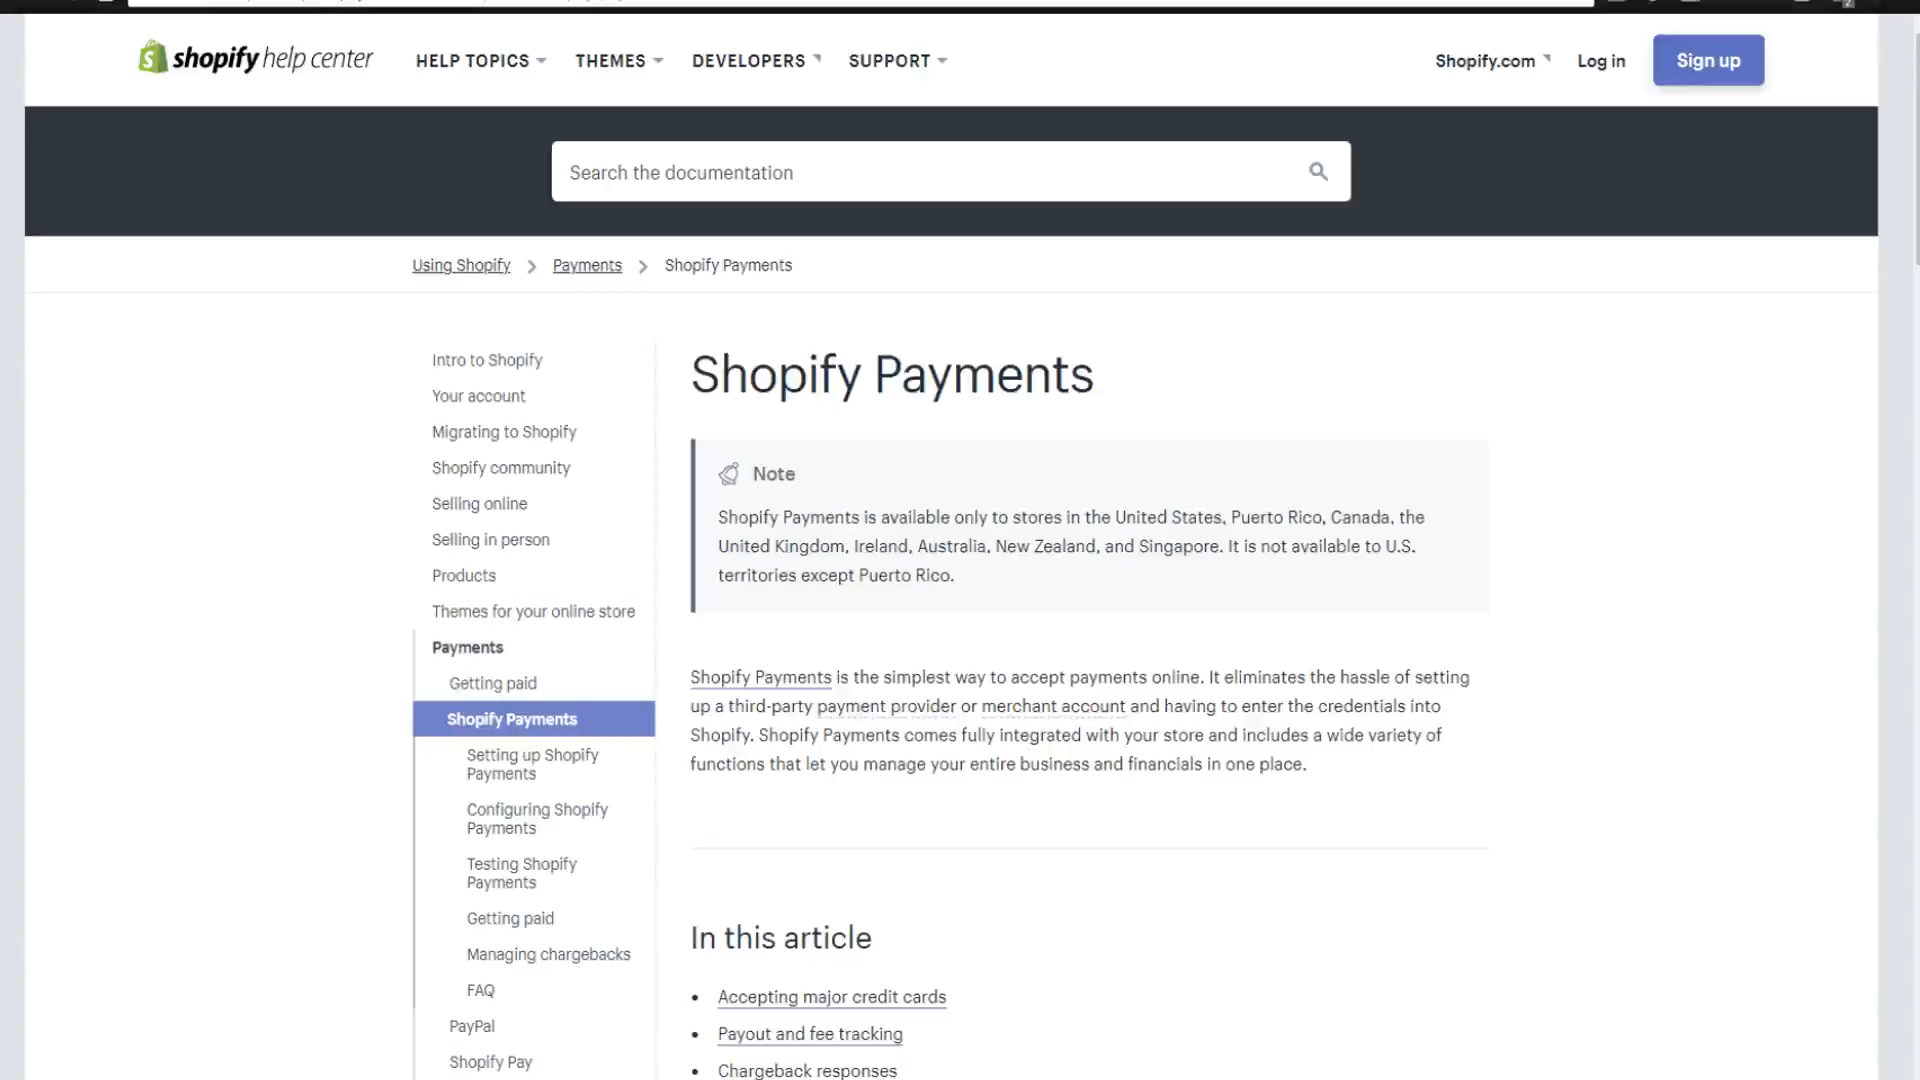 shopify help center
HELP TOPICS
THEMES
DEVELOPERS
SUPPORT
Shopify.com
Log in
Sign up
Search the documentation
Using Shopify
Payments
Shopify Payments
Intro to Shopify
Your account
Migrating to Shopify
Shopify community
Selling online
Selling in person
Products
Themes for your online store
Payments
Getting paid
Shopify Payments
Setting up Shopify
Payments
Configuring Shopify
Payments
Testing Shopify
Payments
Getting paid
Managing chargebacks
FAQ
PayPal
Shopify Pay
Shopify Payments
Note
Shopify Payments is available only to stores in the United States, Puerto Rico, Canada, the
United Kingdom, Ireland, Australia, New Zealand, and Singapore. It is not available to U.S.
territories except Puerto Rico.
Shopify Payments is the simplest way to accept payments online. It eliminates the hassle of setting
up a third-party payment provider or merchant account and having to enter the credentials into
Shopify. Shopify Payments comes fully integrated with your store and includes a wide variety of
functions that let you manage your entire business and financials in one place.
In this article
• Accepting major credit cards
• Payout and fee tracking
• Chargeback responses